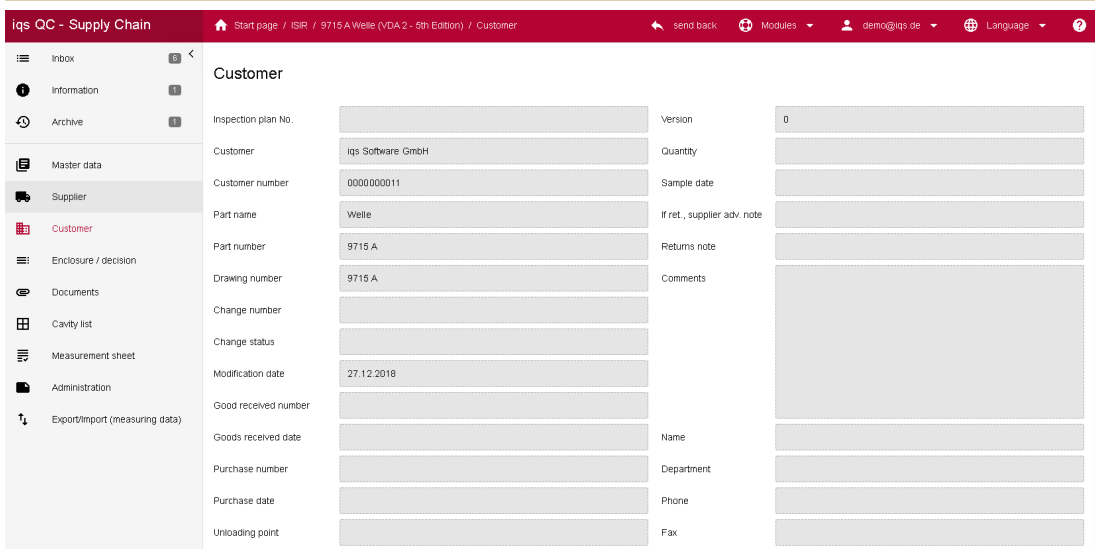 iqs QC - Supply Chain
Start page / ISIR / 9715 A Welle (VDA 2 - 5th Edition) / Customer
send back
Modules
demo@iqs.de
Language
?
Inbox 6
Information 1
Archive 1
Master data
Supplier
Customer
Enclosure / decision
Documents
Cavity list
Measurement sheet
Administration
Export/Import (measuring data)
Customer
Inspection plan No.
Customer iqs Software GmbH
Customer number 0000000011
Part name Welle
Part number 9715 A
Drawing number 9715 A
Change number
Change status
Modification date 27.12.2018
Good received number
Goods received date
Purchase number
Purchase date
Unloading point
Version 0
Quantity
Sample date
If ret., supplier adv. note
Returns note
Comments
Name
Department
Phone
Fax